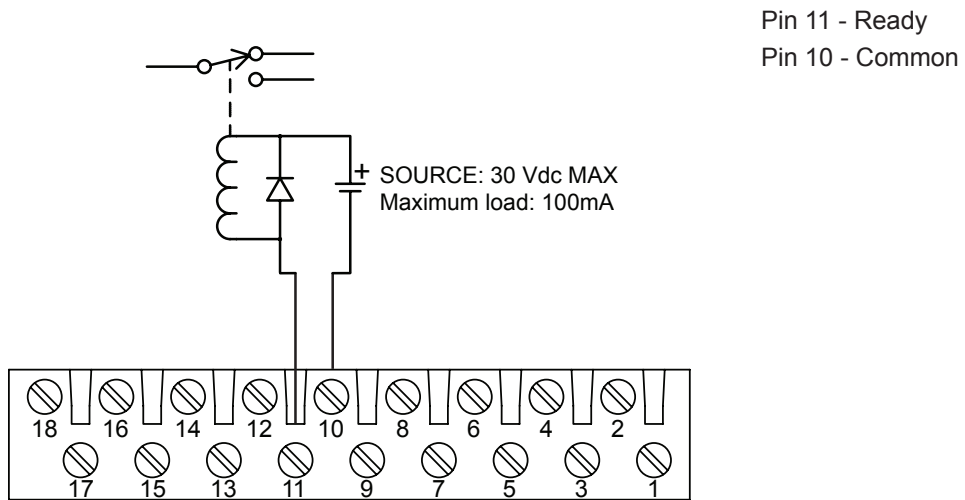 Pin 11 - Ready
Pin 10 - Common
+ SOURCE: 30 Vdc MAX
Maximum load: 100mA
18 16 14 12 10 8 6 4 2
17 15 13 11 9 7 5 3 1